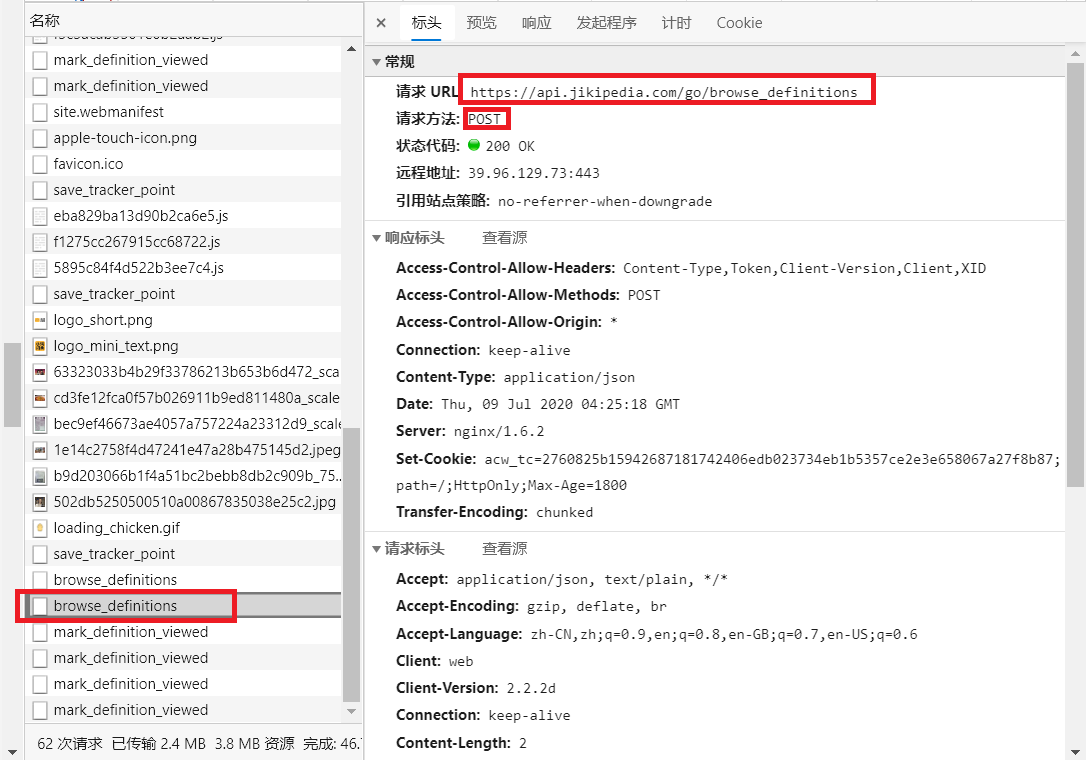 名称
mark_definition_viewed
mark_definition_viewed
site.webmanifest
apple-touch-icon.png
favicon.ico
save_tracker_point
eba829ba13d90b2ca6e5.js
f1275cc267915cc68722.js
5895c84f4d522b3ee7c4.js
save_tracker_point
logo_short.png
logo_mini_text.png
63323033b4b29f33786213b653b6d472_sca
cd3fe12fca0f57b026911b9ed811480a_scale
bec9ef46673ae4057a757224a23312d9_scale
1e14c2758f4d47241e47a28b475145d2.jpeg
b9d203066b1f4a51bc2bebb8db2c909b_75...
502db5250500510a00867835038e25c2.jpg
loading_chicken.gif
save_tracker_point
browse_definitions
browse_definitions
mark_definition_viewed
mark_definition_viewed
mark_definition_viewed
mark_definition_viewed
62 次请求 已传输 2.4 MB 3.8 MB 资源 完成: 46.
× 标头 预览 响应 发起程序 计时 Cookie
常规
请求 URL: https://api.jikipedia.com/go/browse_definitions
请求方法: POST
状态代码: 200 OK
远程地址: 39.96.129.73:443
引用站点策略: no-referrer-when-downgrade
响应标头 查看源
Access-Control-Allow-Headers: Content-Type,Token,Client-Version,Client,XID
Access-Control-Allow-Methods: POST
Access-Control-Allow-Origin: *
Connection: keep-alive
Content-Type: application/json
Date: Thu, 09 Jul 2020 04:25:18 GMT
Server: nginx/1.6.2
Set-Cookie: acw_tc=2760825b15942687181742406edb023734eb1b5357ce2e3e658067a27f8b87;
path=/;HttpOnly;Max-Age=1800
Transfer-Encoding: chunked
请求标头 查看源
Accept: application/json, text/plain, */*
Accept-Encoding: gzip, deflate, br
Accept-Language: zh-CN,zh;q=0.9,en;q=0.8,en-GB;q=0.7,en-US;q=0.6
Client: web
Client-Version: 2.2.2d
Connection: keep-alive
Content-Length: 2